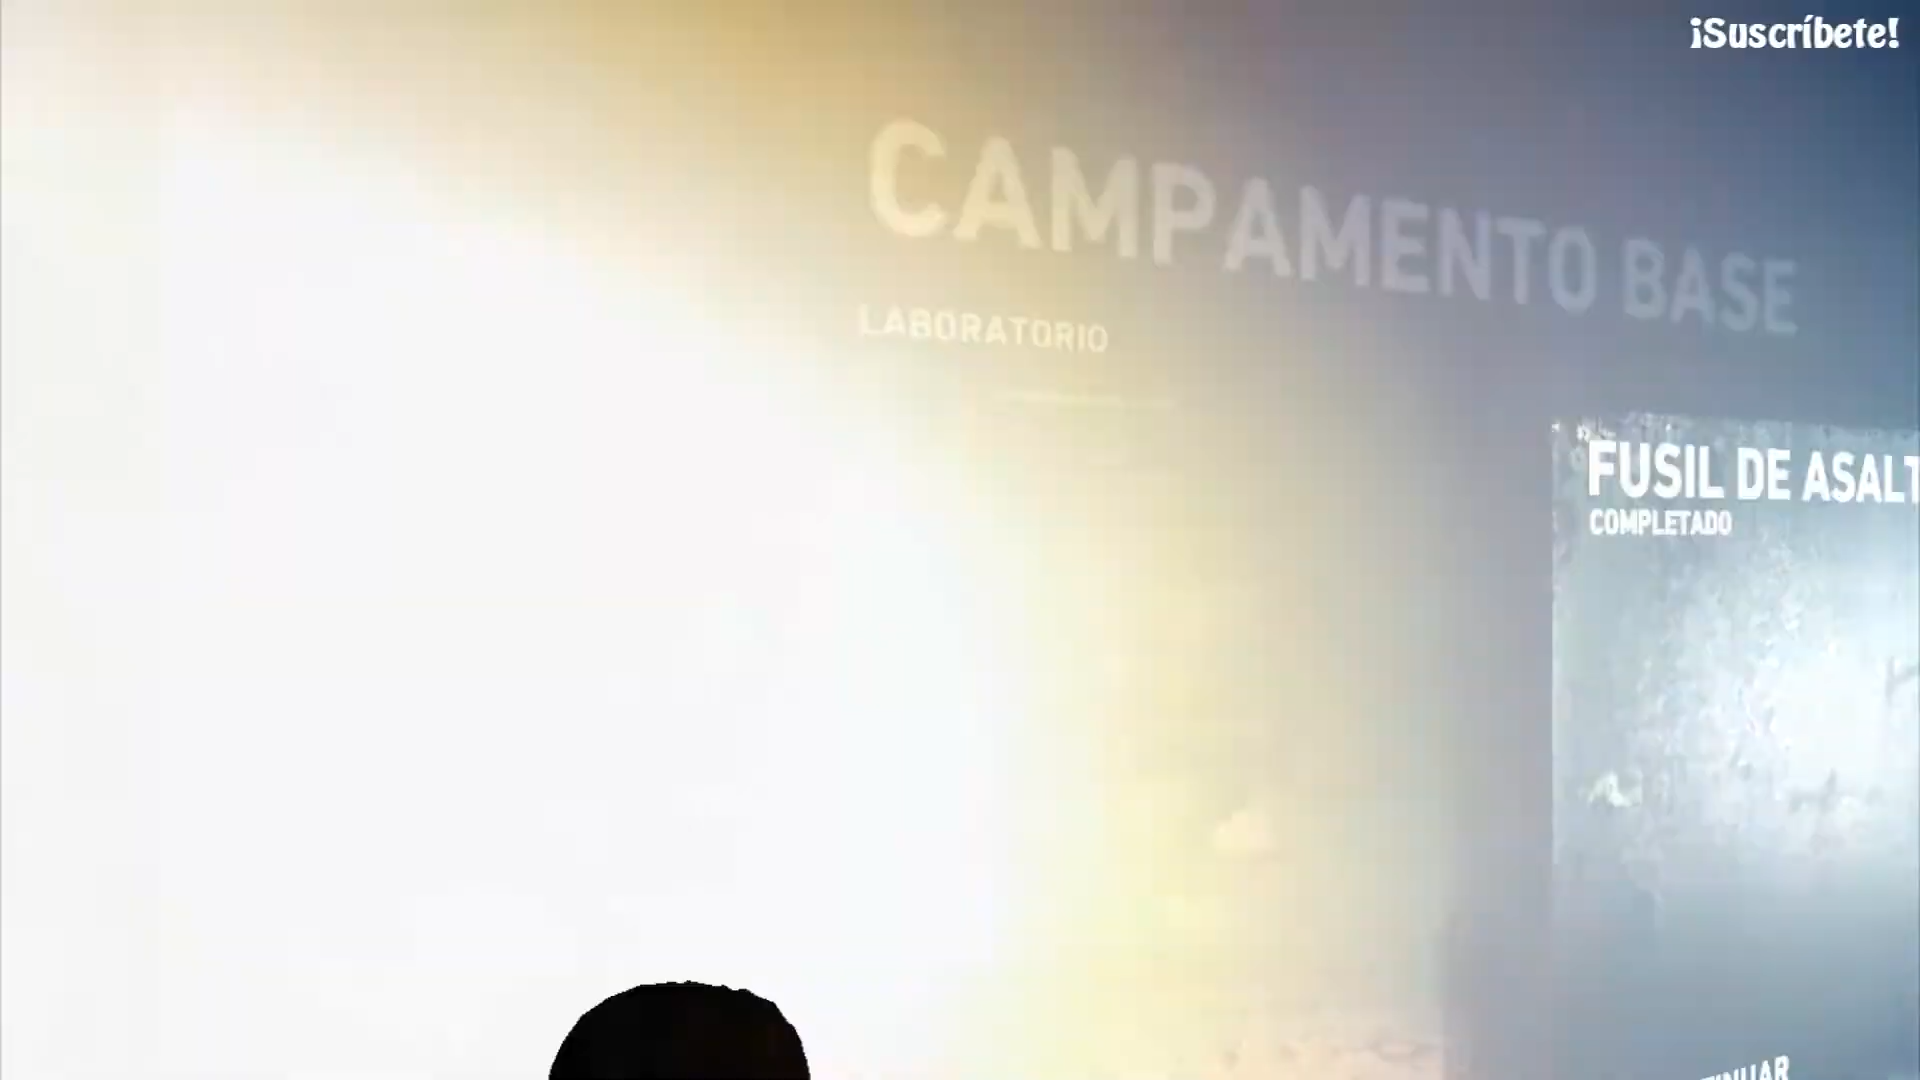 ¡Suscríbete!
CAMPAMENTO BASE
LABORATORIO
FUSIL DE ASALT
COMPLETADO